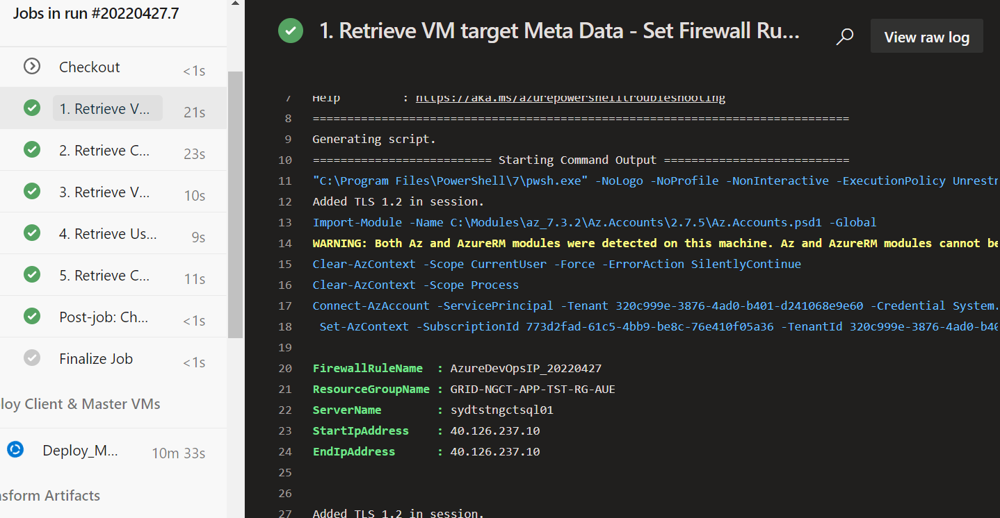 Jobs in run #20220427.7
Checkout
<1s
1. Retrieve V...
21s
2. Retrieve C...
23s
3. Retrieve V...
10s
4. Retrieve Us...
9s
5. Retrieve C...
11s
Post-job: Ch...
<1s
Finalize Job
<1s
loy Client & Master VMs
Deploy_M...
10m 33s
nsform Artifacts
1. Retrieve VM target Meta Data - Set Firewall Ru...
View raw log
7 Help : https://aka.ms/azurepowershelltroubleshooting
8 ==============================================================================
9 Generating script.
10 ========================== Starting Command Output ===========================
11 "C:\Program Files\PowerShell\7\pwsh.exe" -NoLogo -NoProfile -NonInteractive -ExecutionPolicy Unrestr
12 Added TLS 1.2 in session.
13 Import-Module -Name C:\Modules\az_7.3.2\Az.Accounts\2.7.5\Az.Accounts.psd1 -Global
14 WARNING: Both Az and AzureRM modules were detected on this machine. Az and AzureRM modules cannot be
15 Clear-AzContext -Scope CurrentUser -Force -ErrorAction SilentlyContinue
16 Clear-AzContext -Scope Process
17 Connect-AzAccount -ServicePrincipal -Tenant 320c999e-3876-4ad0-b401-d241068e9e60 -Credential System.
18 Set-AzContext -SubscriptionId 773d2fad-61c5-4bb9-be8c-76e410f05a36 -TenantId 320c999e-3876-4ad0-b40
19
20 FirewallRuleName : AzureDevOpsIP_20220427
21 ResourceGroupName : GRID-NGCT-APP-TST-RG-AUE
22 ServerName : sydtstngctsql01
23 StartIpAddress : 40.126.237.10
24 EndIpAddress : 40.126.237.10
25
26
27 Added TLS 1.2 in session.